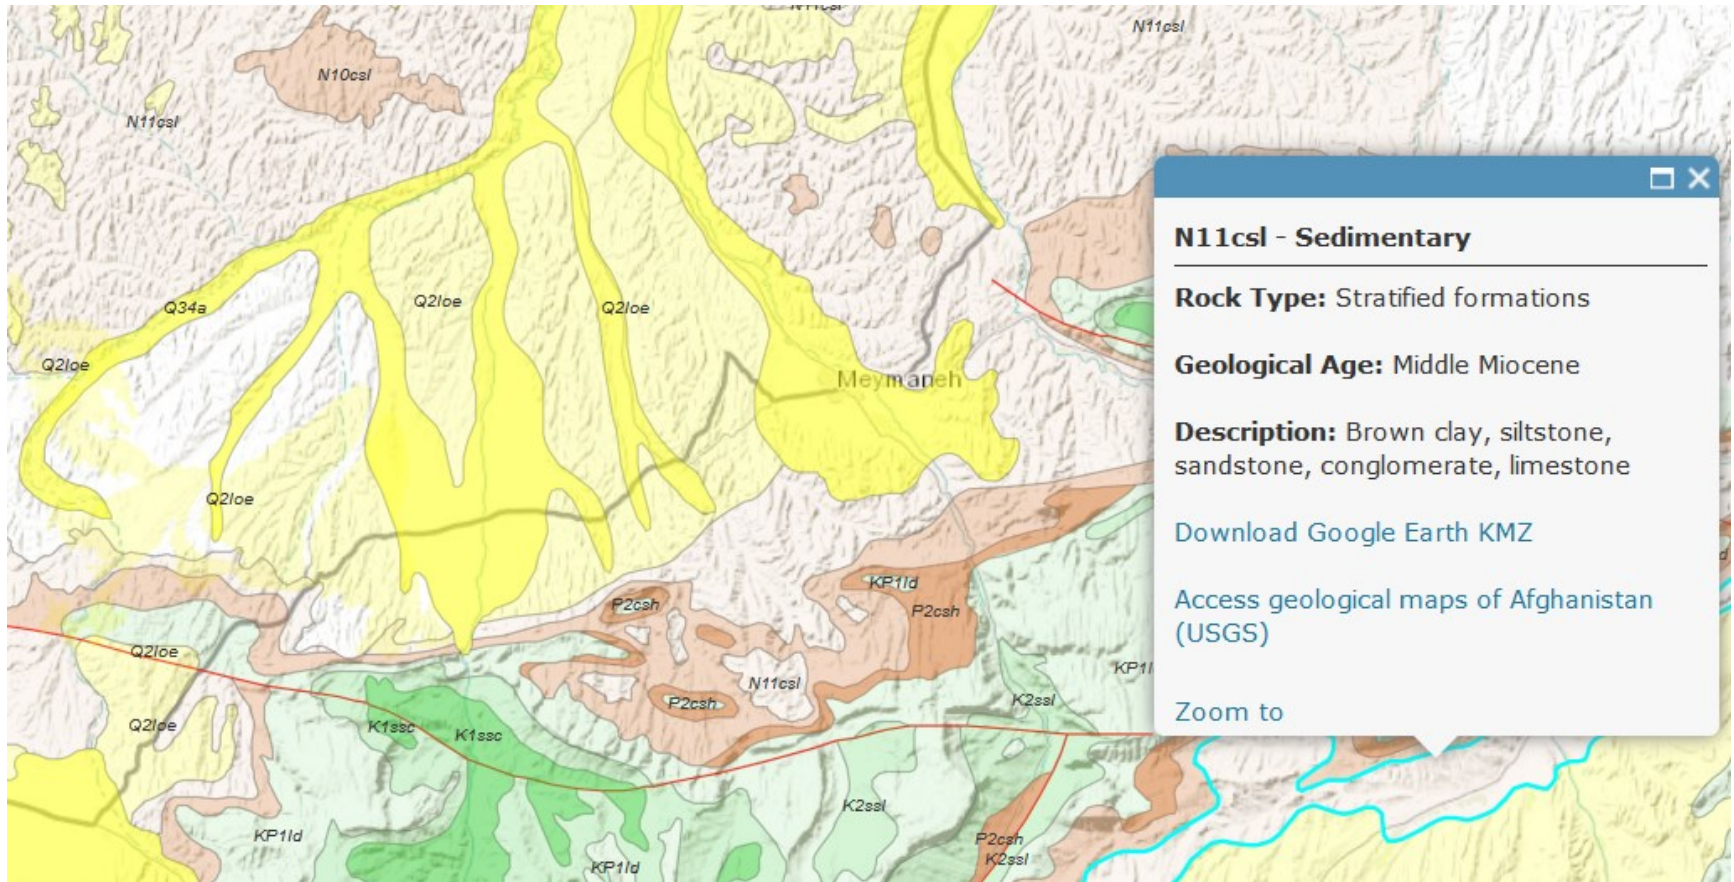 N11csl
N11csl
N10csl
N11csl
Q34a
Q2loe
Q2loe
Q2loe
Meymaneh
Q2loe
KP1ld
P2csh
P2csh
Q2loe
N11csl
P2csh
K2ssl
Q2loe
K1ssc
K1ssc
K2ssl
KP1ld
P2csh
K2ssl
KP1ld
N11csl - Sedimentary
Rock Type: Stratified formations
Geological Age: Middle Miocene
Description: Brown clay, siltstone,
sandstone, conglomerate, limestone
Download Google Earth KMZ
Access geological maps of Afghanistan
(USGS)
Zoom to